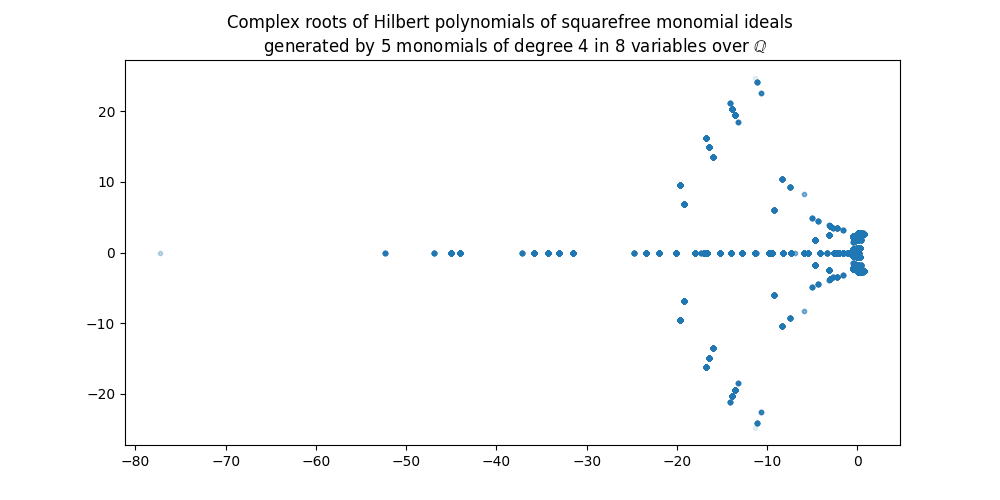 Complex roots of Hilbert polynomials of squarefree monomial ideals
generated by 5 monomials of degree 4 in 8 variables over ℚ
20
10
0
−10
−20
−80 −70 −60 −50 −40 −30 −20 −10 0